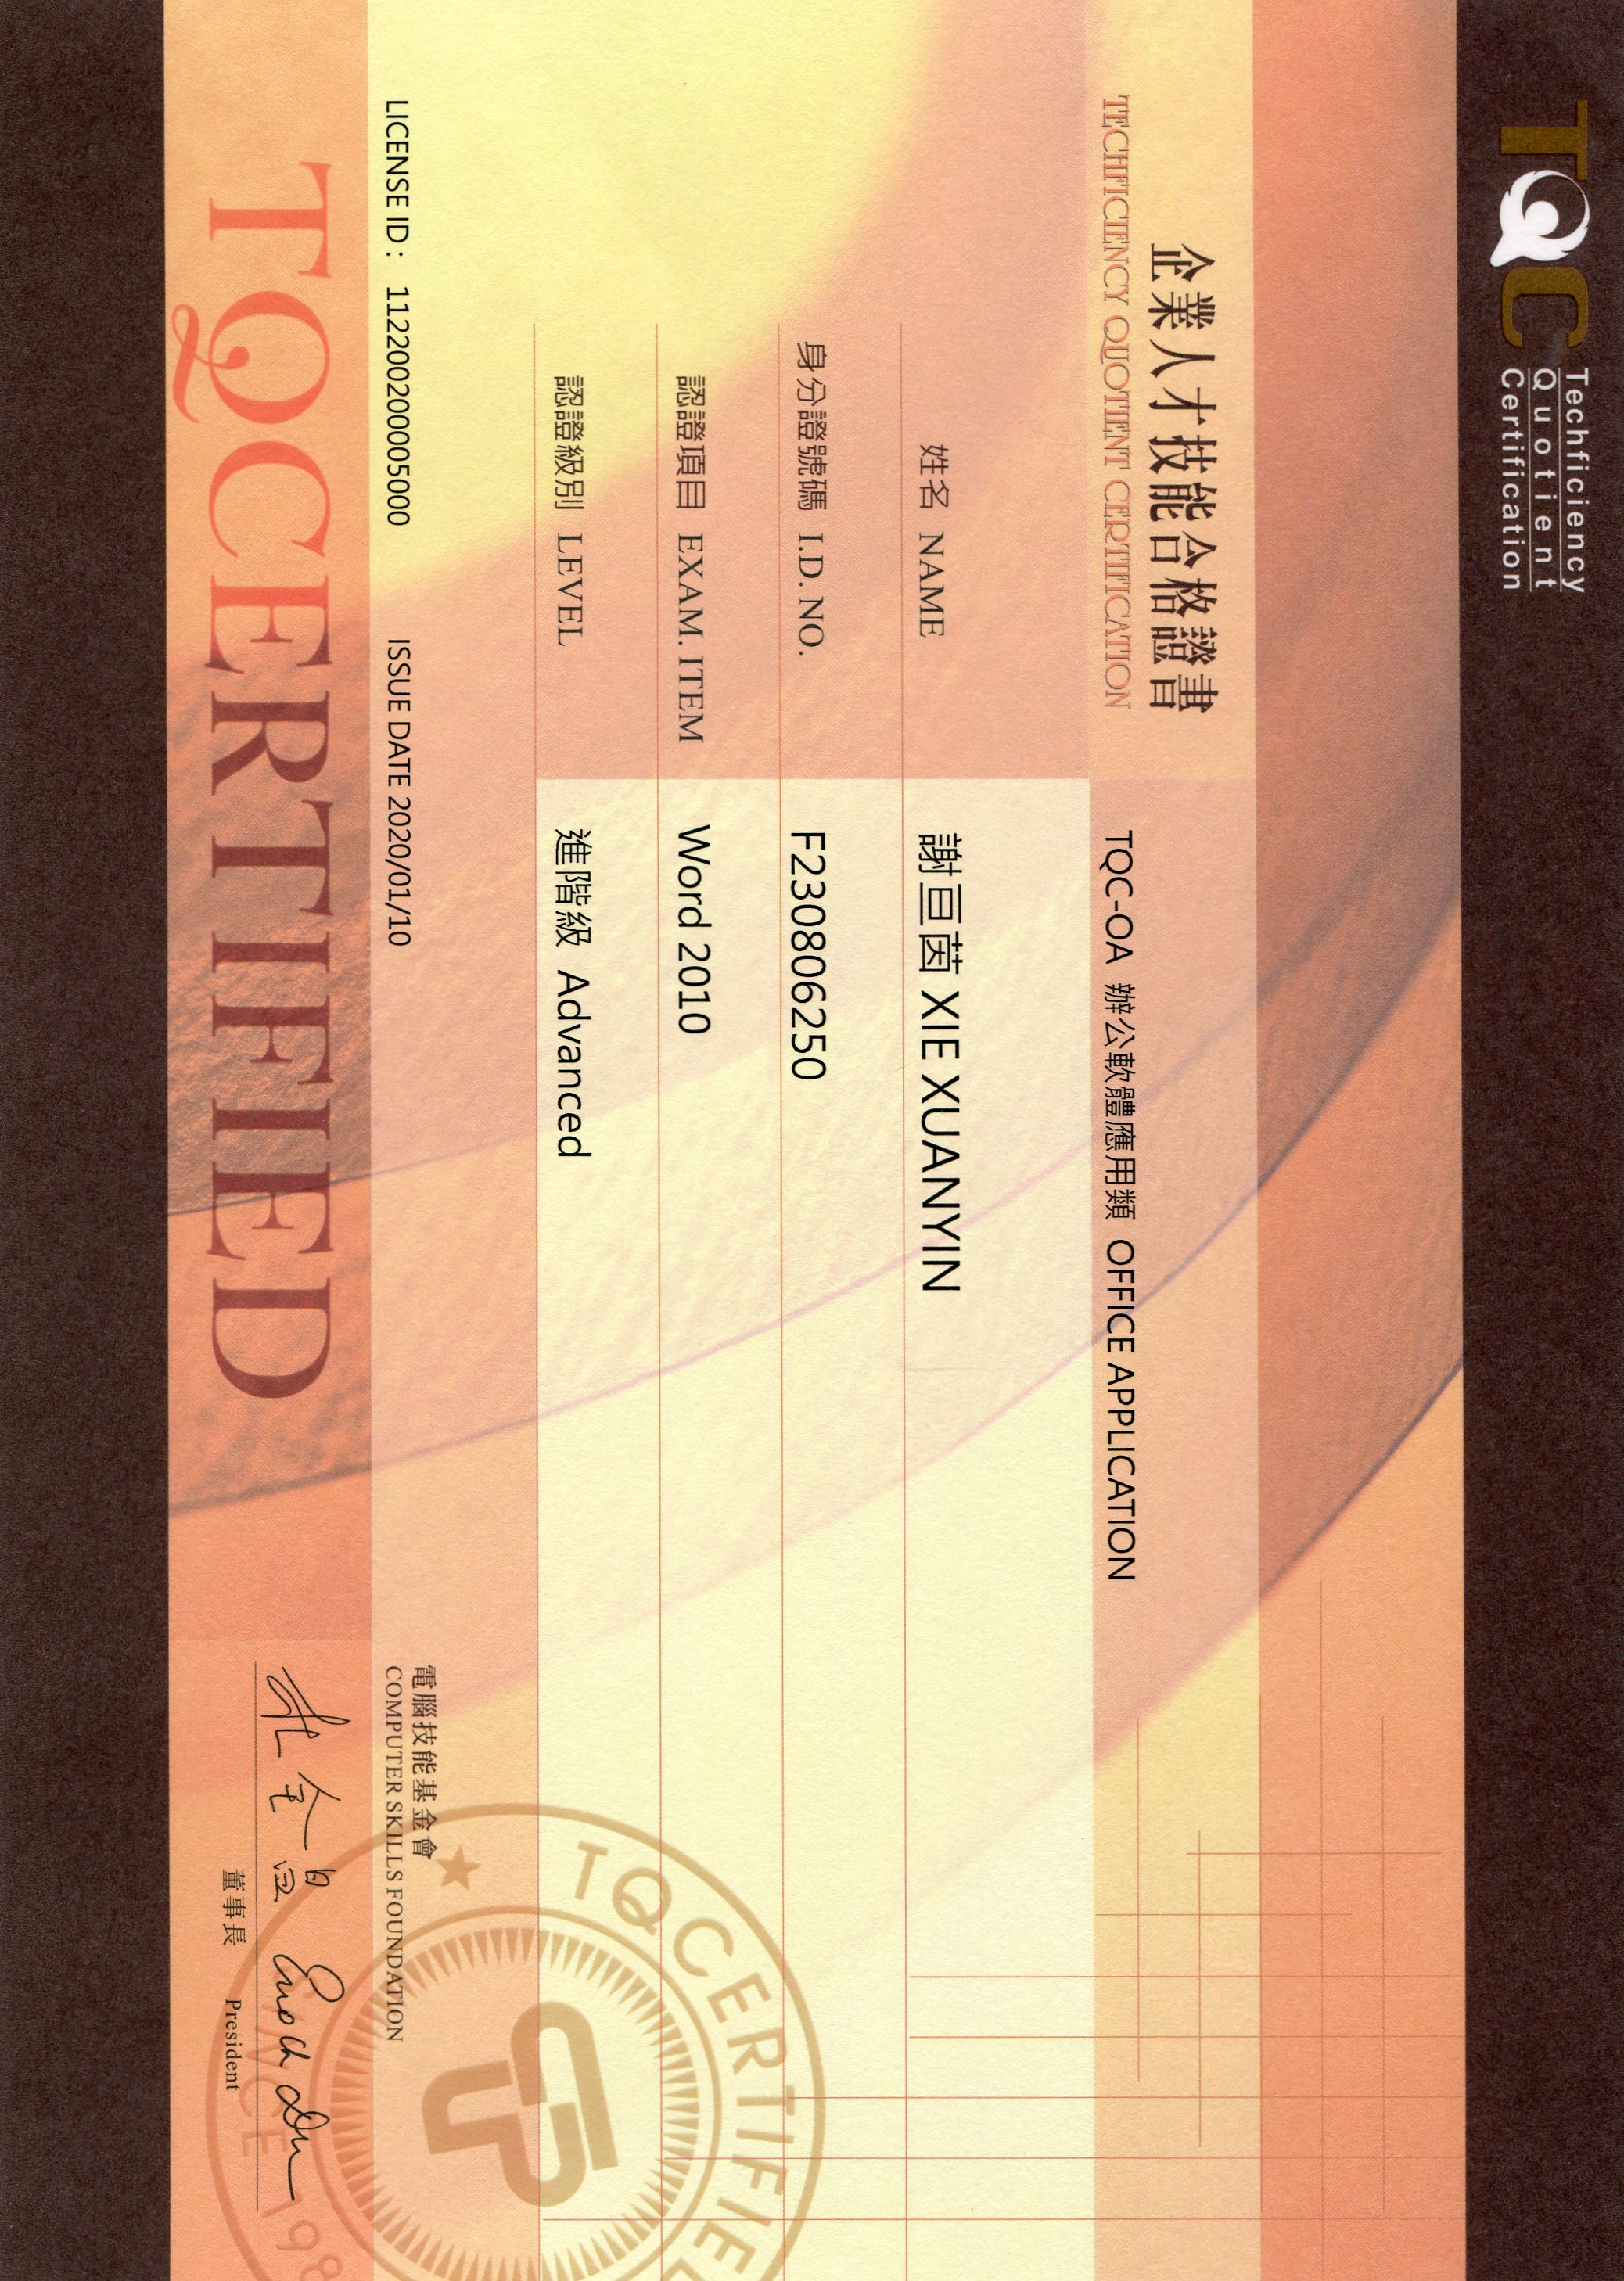 TQC Techficiency
Quotient
Certification
企業人才技能合格證書
TECHFICIENCY QUOTIENT CERTIFICATION
TQC-OA 辦公軟體應用類 OFFICE APPLICATION
姓名 NAME 謝亘茵 XIE XUANYIN
身分證號碼 I.D. NO. F230806250
認證項目 EXAM. ITEM Word 2010
認證級別 LEVEL 進階級 Advanced
TQCERTIFIED
LICENSE ID : 112200200005000 ISSUE DATE 2020/01/10
電腦技能基金會
COMPUTER SKILLS FOUNDATION
TQCERTIFIED
杜全昌 Enoch Du
SINCE 198
董事長 President